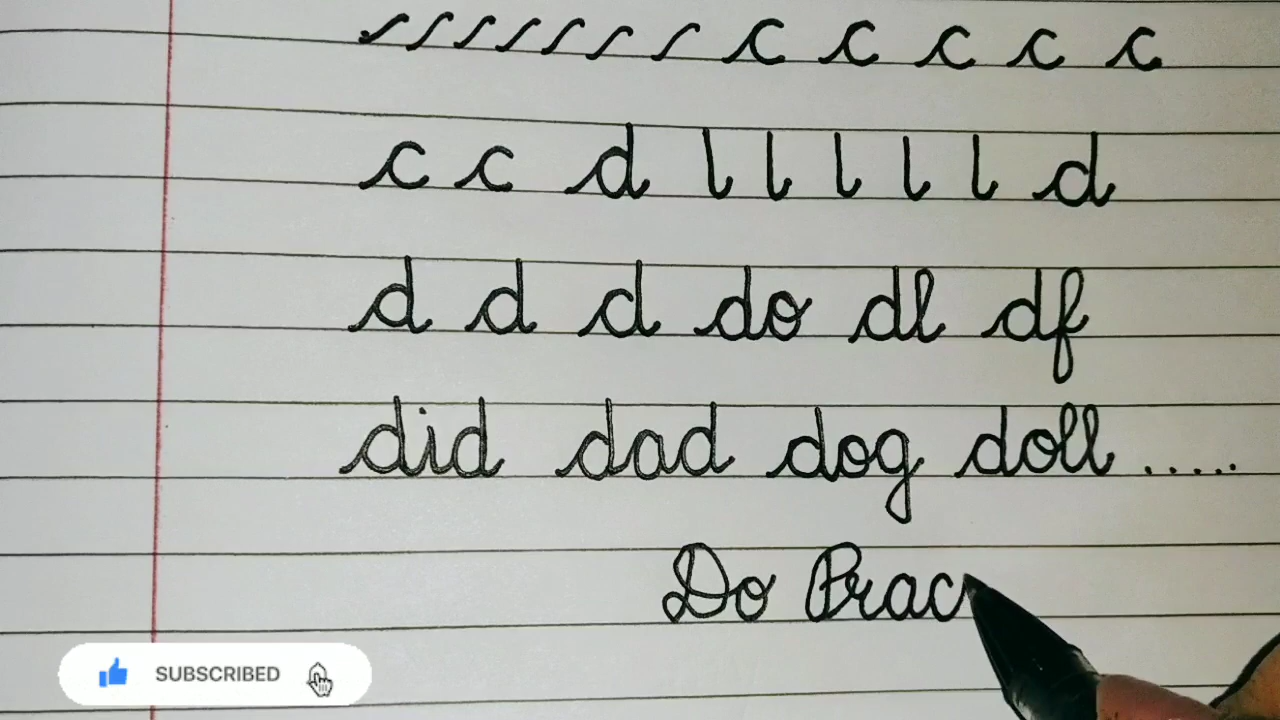 c c c c c
c c d l l l l l d
d d d do dl df
did dad dog doll .....
Do Prac
SUBSCRIBED